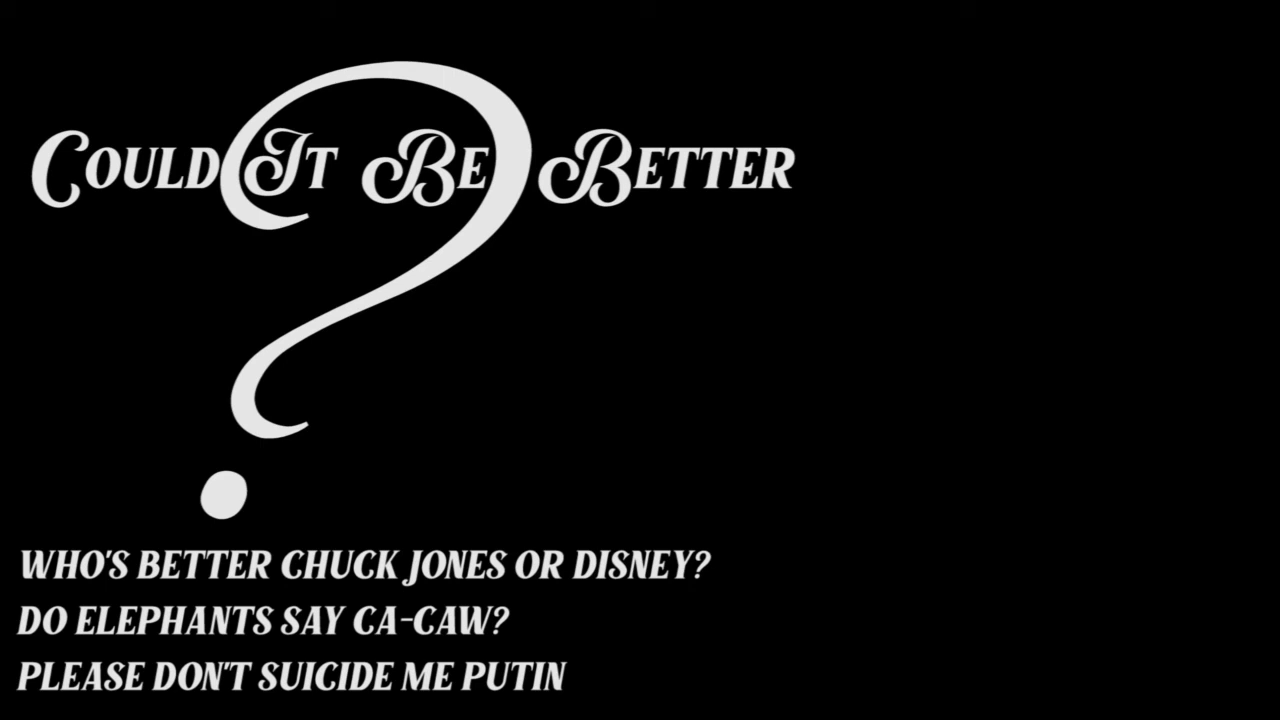 Could It Be Better
?
WHO'S BETTER CHUCK JONES OR DISNEY?
DO ELEPHANTS SAY CA-CAW?
PLEASE DON'T SUICIDE ME PUTIN